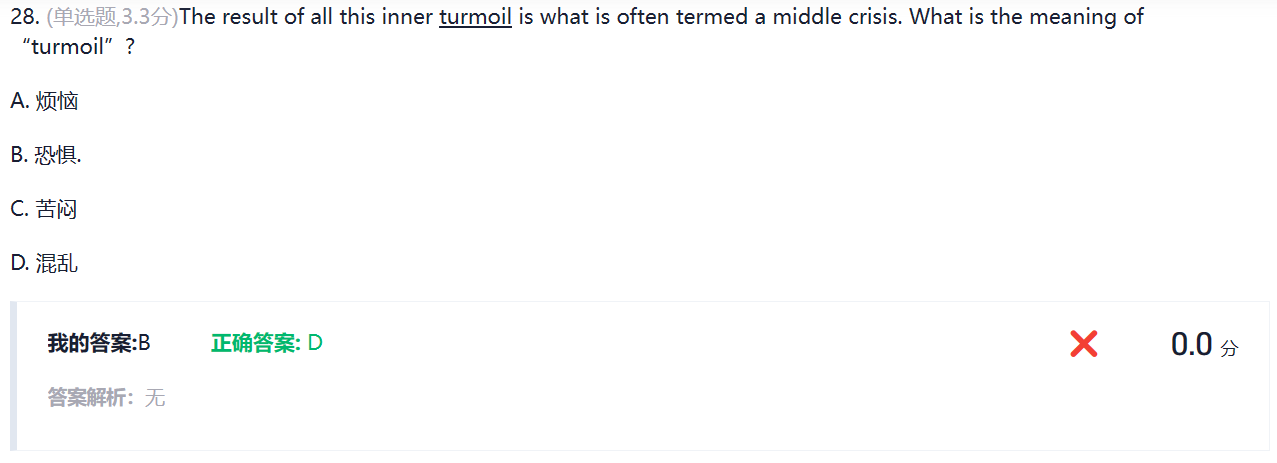 28. (单选题,3.3分)The result of all this inner turmoil is what is often termed a middle crisis. What is the meaning of
“turmoil”?
A. 烦恼
B. 恐惧.
C. 苦闷
D. 混乱
我的答案:B 正确答案: D 0.0 分
答案解析：无